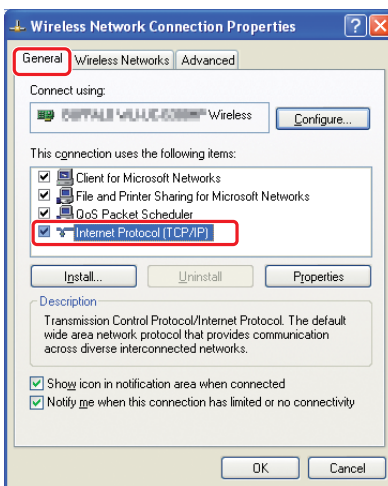 Wireless Network Connection Properties
General Wireless Networks Advanced
Connect using:
Wireless
Configure...
This connection uses the following items:
Client for Microsoft Networks
File and Printer Sharing for Microsoft Networks
QoS Packet Scheduler
Internet Protocol (TCP/IP)
Install... Uninstall Properties
Description
Transmission Control Protocol/Internet Protocol. The default
wide area network protocol that provides communication
across diverse interconnected networks.
Show icon in notification area when connected
Notify me when this connection has limited or no connectivity
OK Cancel